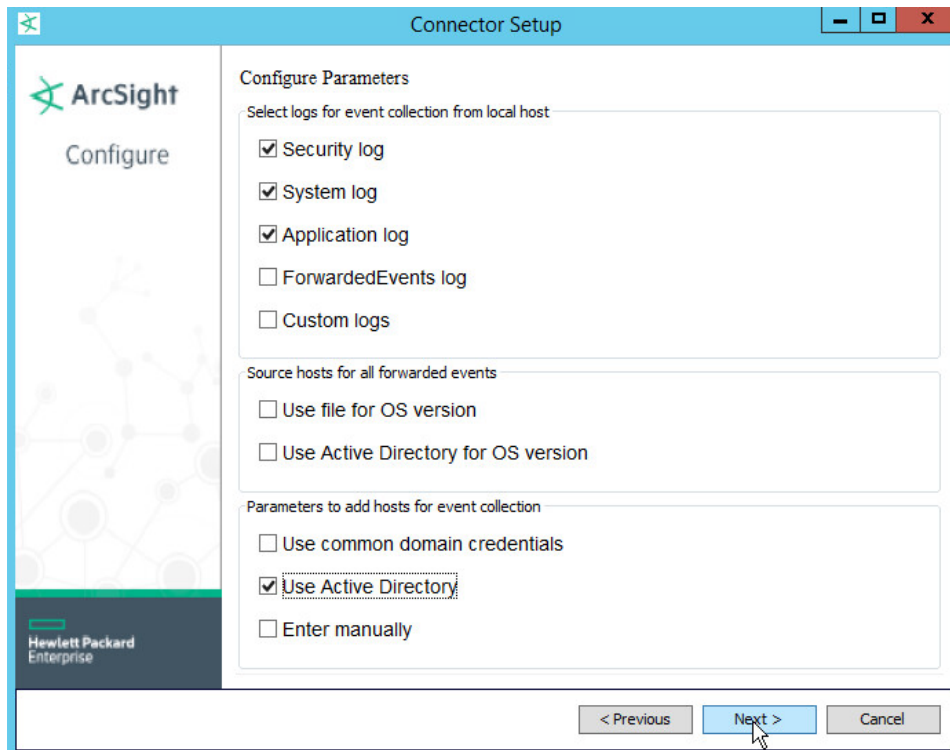 Connector Setup
X
ArcSight
Configure
Hewlett Packard
Enterprise
Configure Parameters
Select logs for event collection from local host
Security log
System log
Application log
ForwardedEvents log
Custom logs
Source hosts for all forwarded events
Use file for OS version
Use Active Directory for OS version
Parameters to add hosts for event collection
Use common domain credentials
Use Active Directory
Enter manually
< Previous
Next >
Cancel